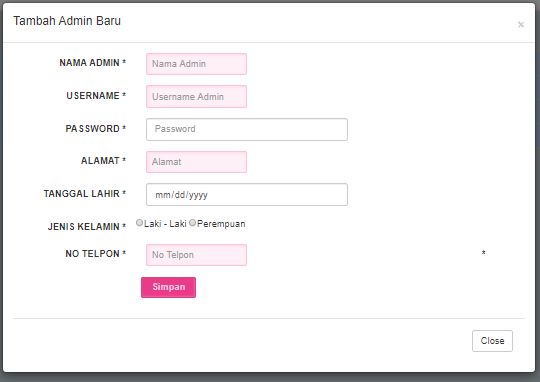 Tambah Admin Baru ×
NAMA ADMIN * Nama Admin
USERNAME * Username Admin
PASSWORD * Password
ALAMAT * Alamat
TANGGAL LAHIR * mm/dd/yyyy
JENIS KELAMIN * Laki - Laki Perempuan
NO TELPON * No Telpon *
Simpan
Close